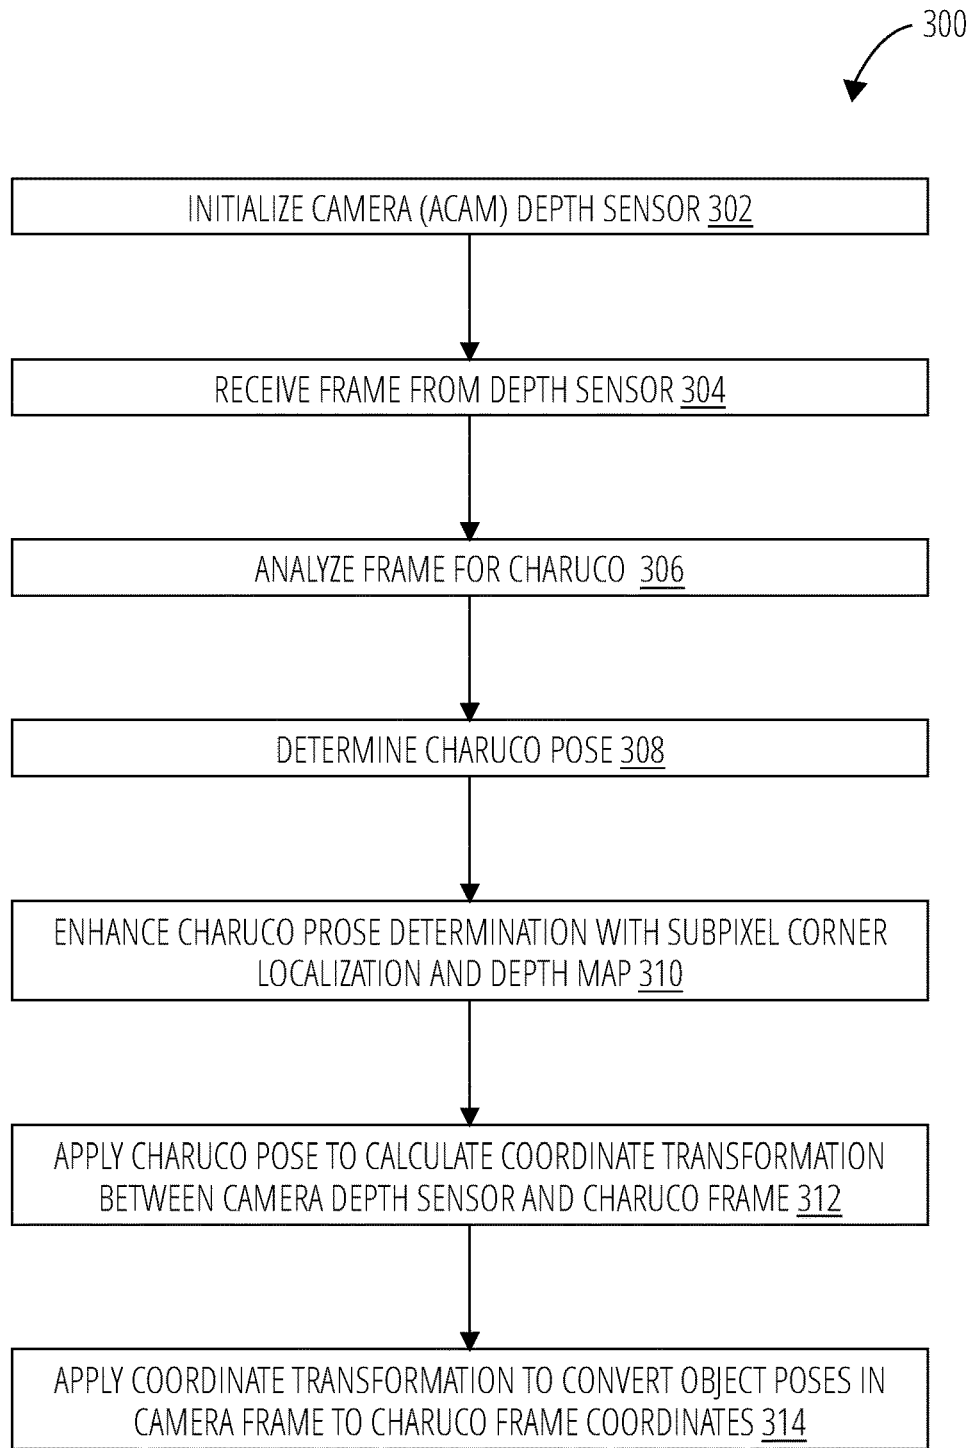 300
INITIALIZE CAMERA (ACAM) DEPTH SENSOR 302
RECEIVE FRAME FROM DEPTH SENSOR 304
ANALYZE FRAME FOR CHARUCO 306
DETERMINE CHARUCO POSE 308
ENHANCE CHARUCO PROSE DETERMINATION WITH SUBPIXEL CORNER
LOCALIZATION AND DEPTH MAP 310
APPLY CHARUCO POSE TO CALCULATE COORDINATE TRANSFORMATION
BETWEEN CAMERA DEPTH SENSOR AND CHARUCO FRAME 312
APPLY COORDINATE TRANSFORMATION TO CONVERT OBJECT POSES IN
CAMERA FRAME TO CHARUCO FRAME COORDINATES 314